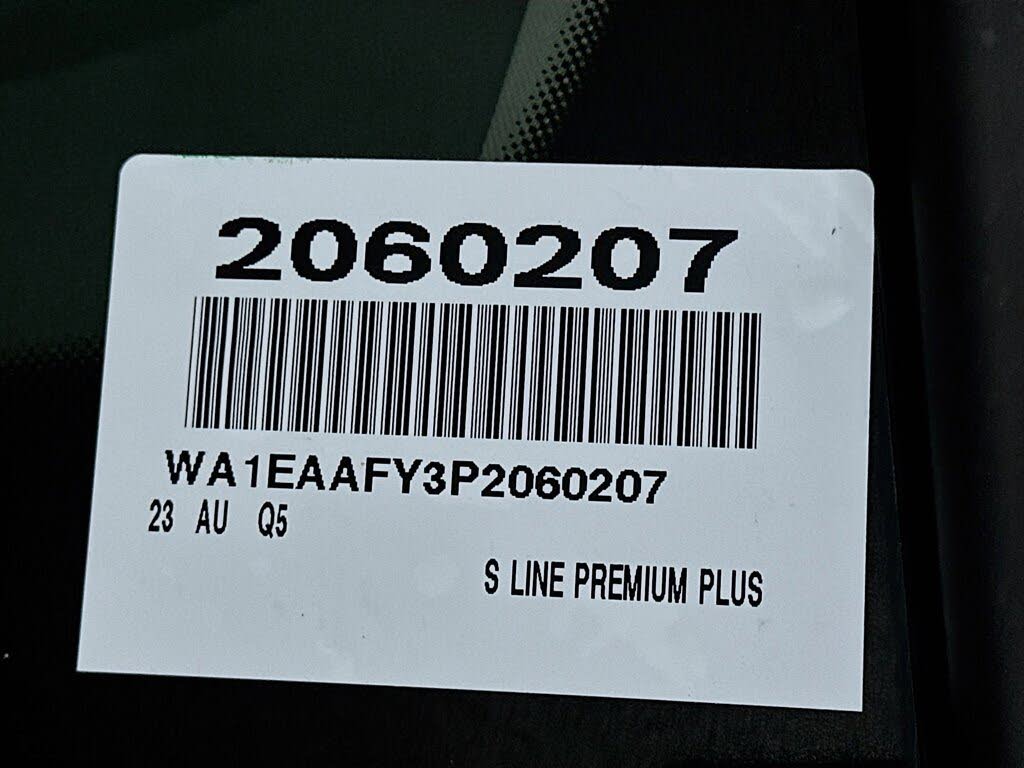 2060207
WA1EAAFY3P2060207
23 AU Q5
S LINE PREMIUM PLUS